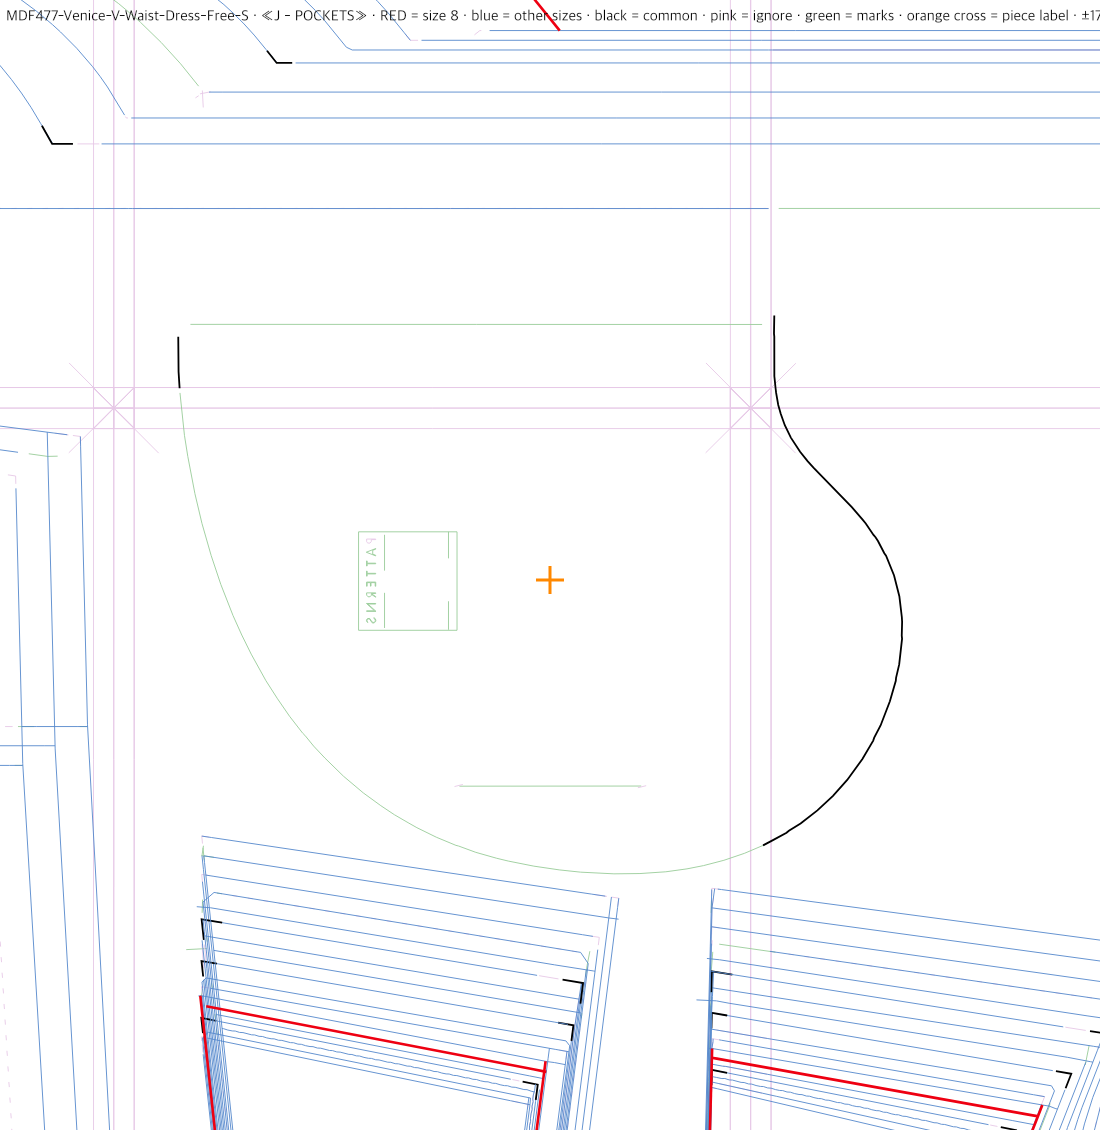 MDF477-Venice-V-Waist-Dress-Free-S · ≪J - POCKETS≫ · RED = size 8 · blue = other sizes · black = common · pink = ignore · green = marks · orange cross = piece label · ±17
PATTERNS